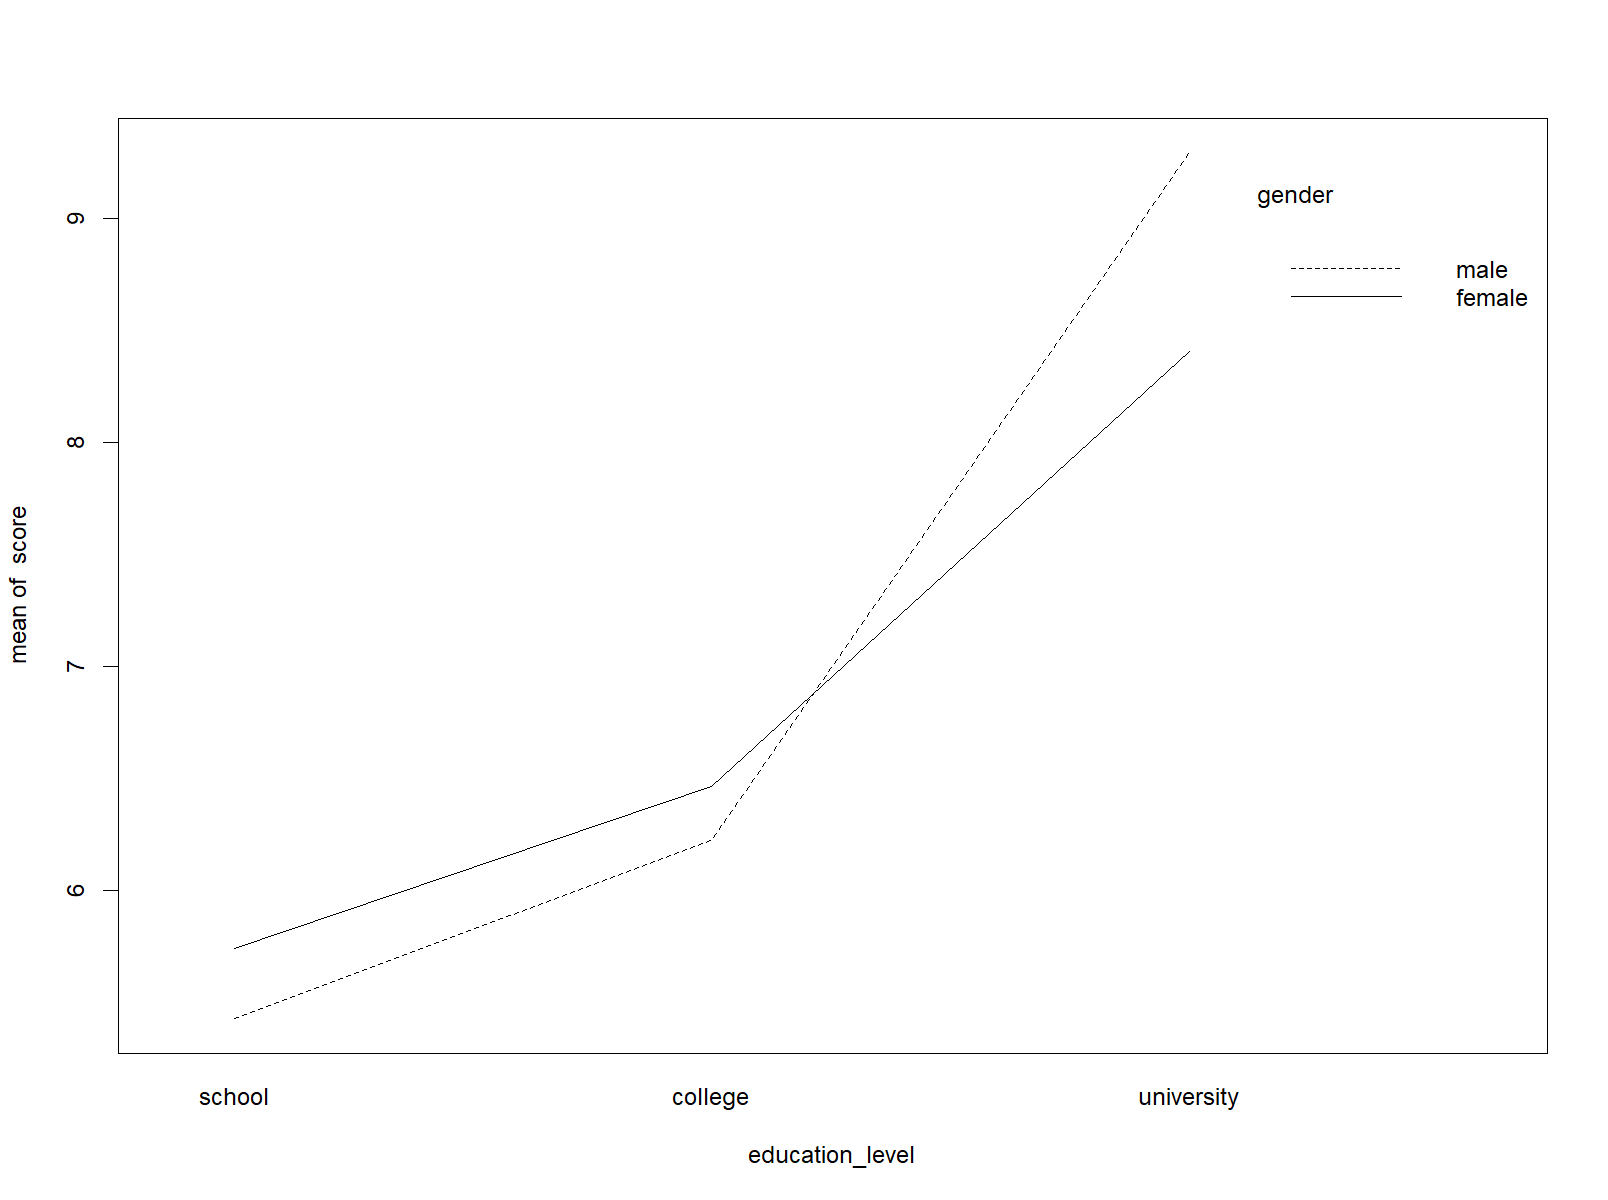 gender
male
female
9
8
7
6
mean of  score
school college university
education_level